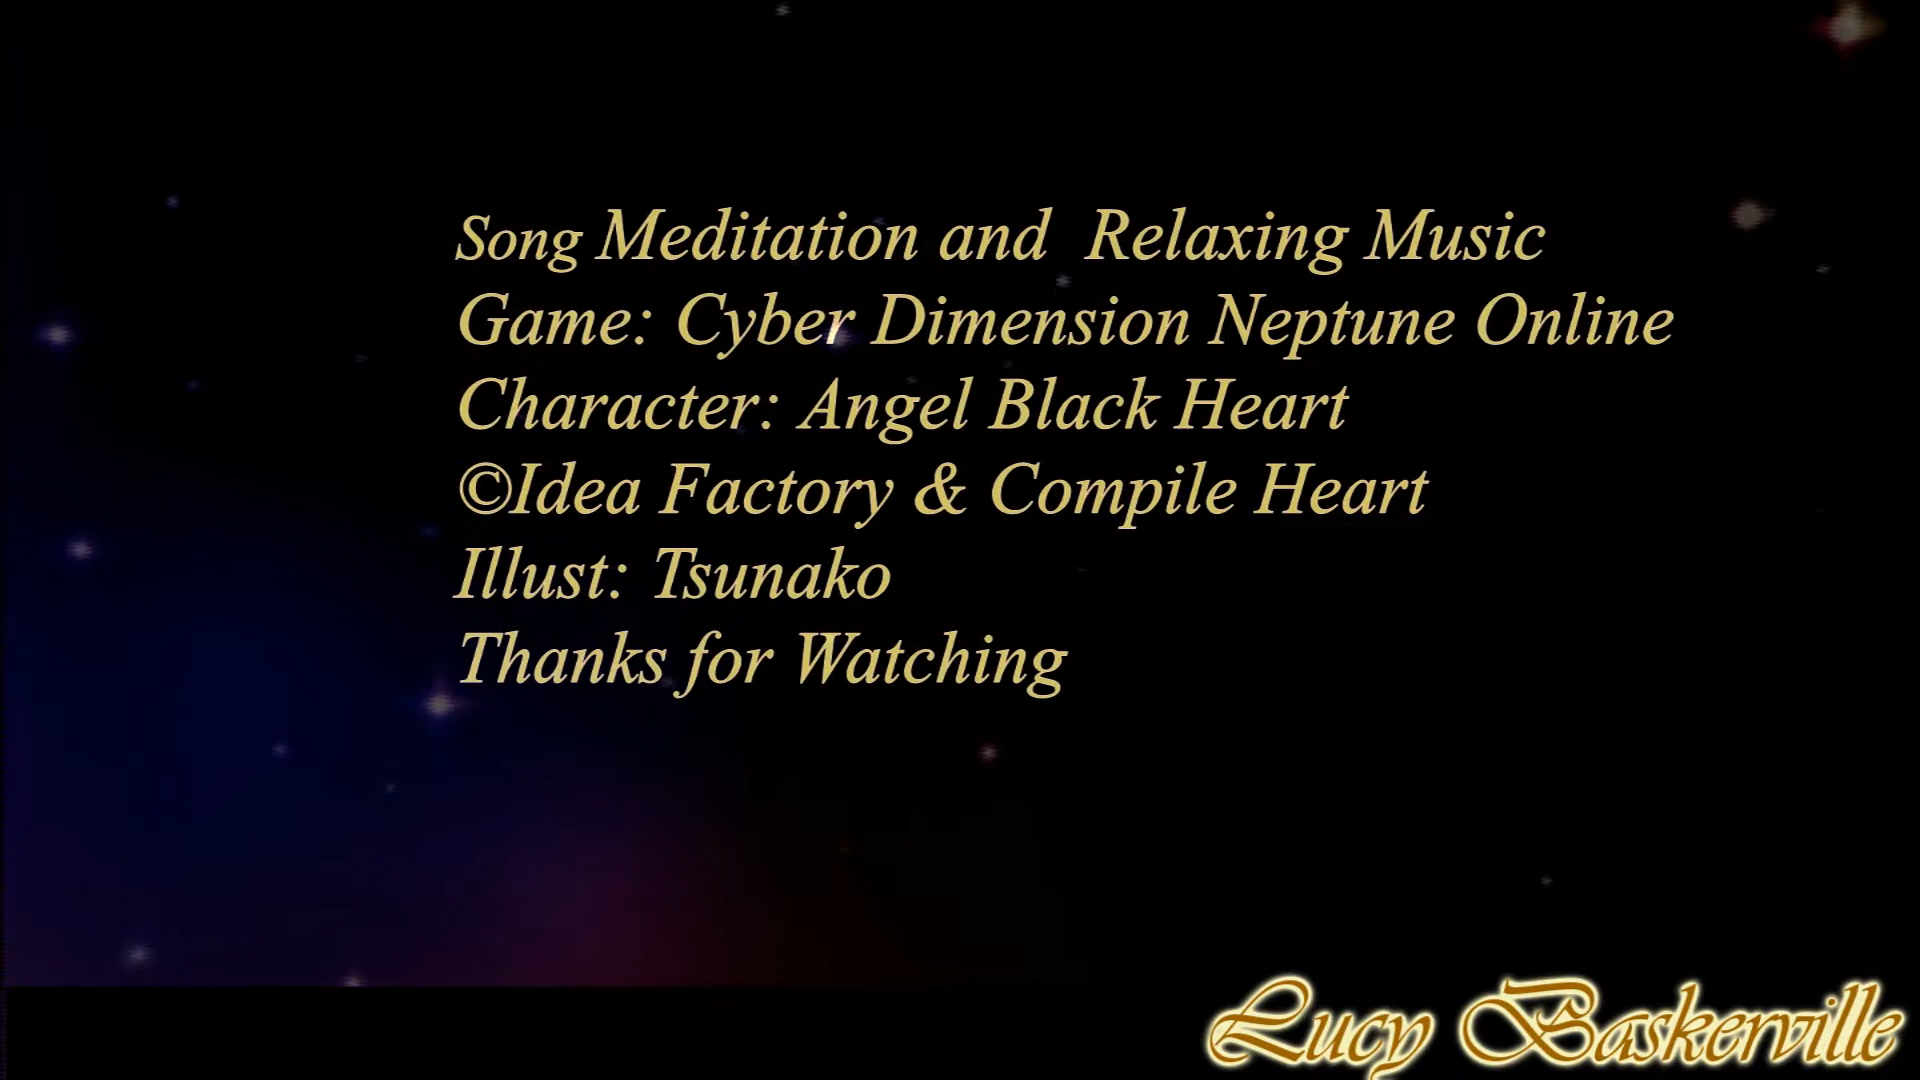 Song Meditation and  Relaxing Music
Game: Cyber Dimension Neptune Online
Character: Angel Black Heart
©Idea Factory & Compile Heart
Illust: Tsunako
Thanks for Watching
Lucy Baskerville